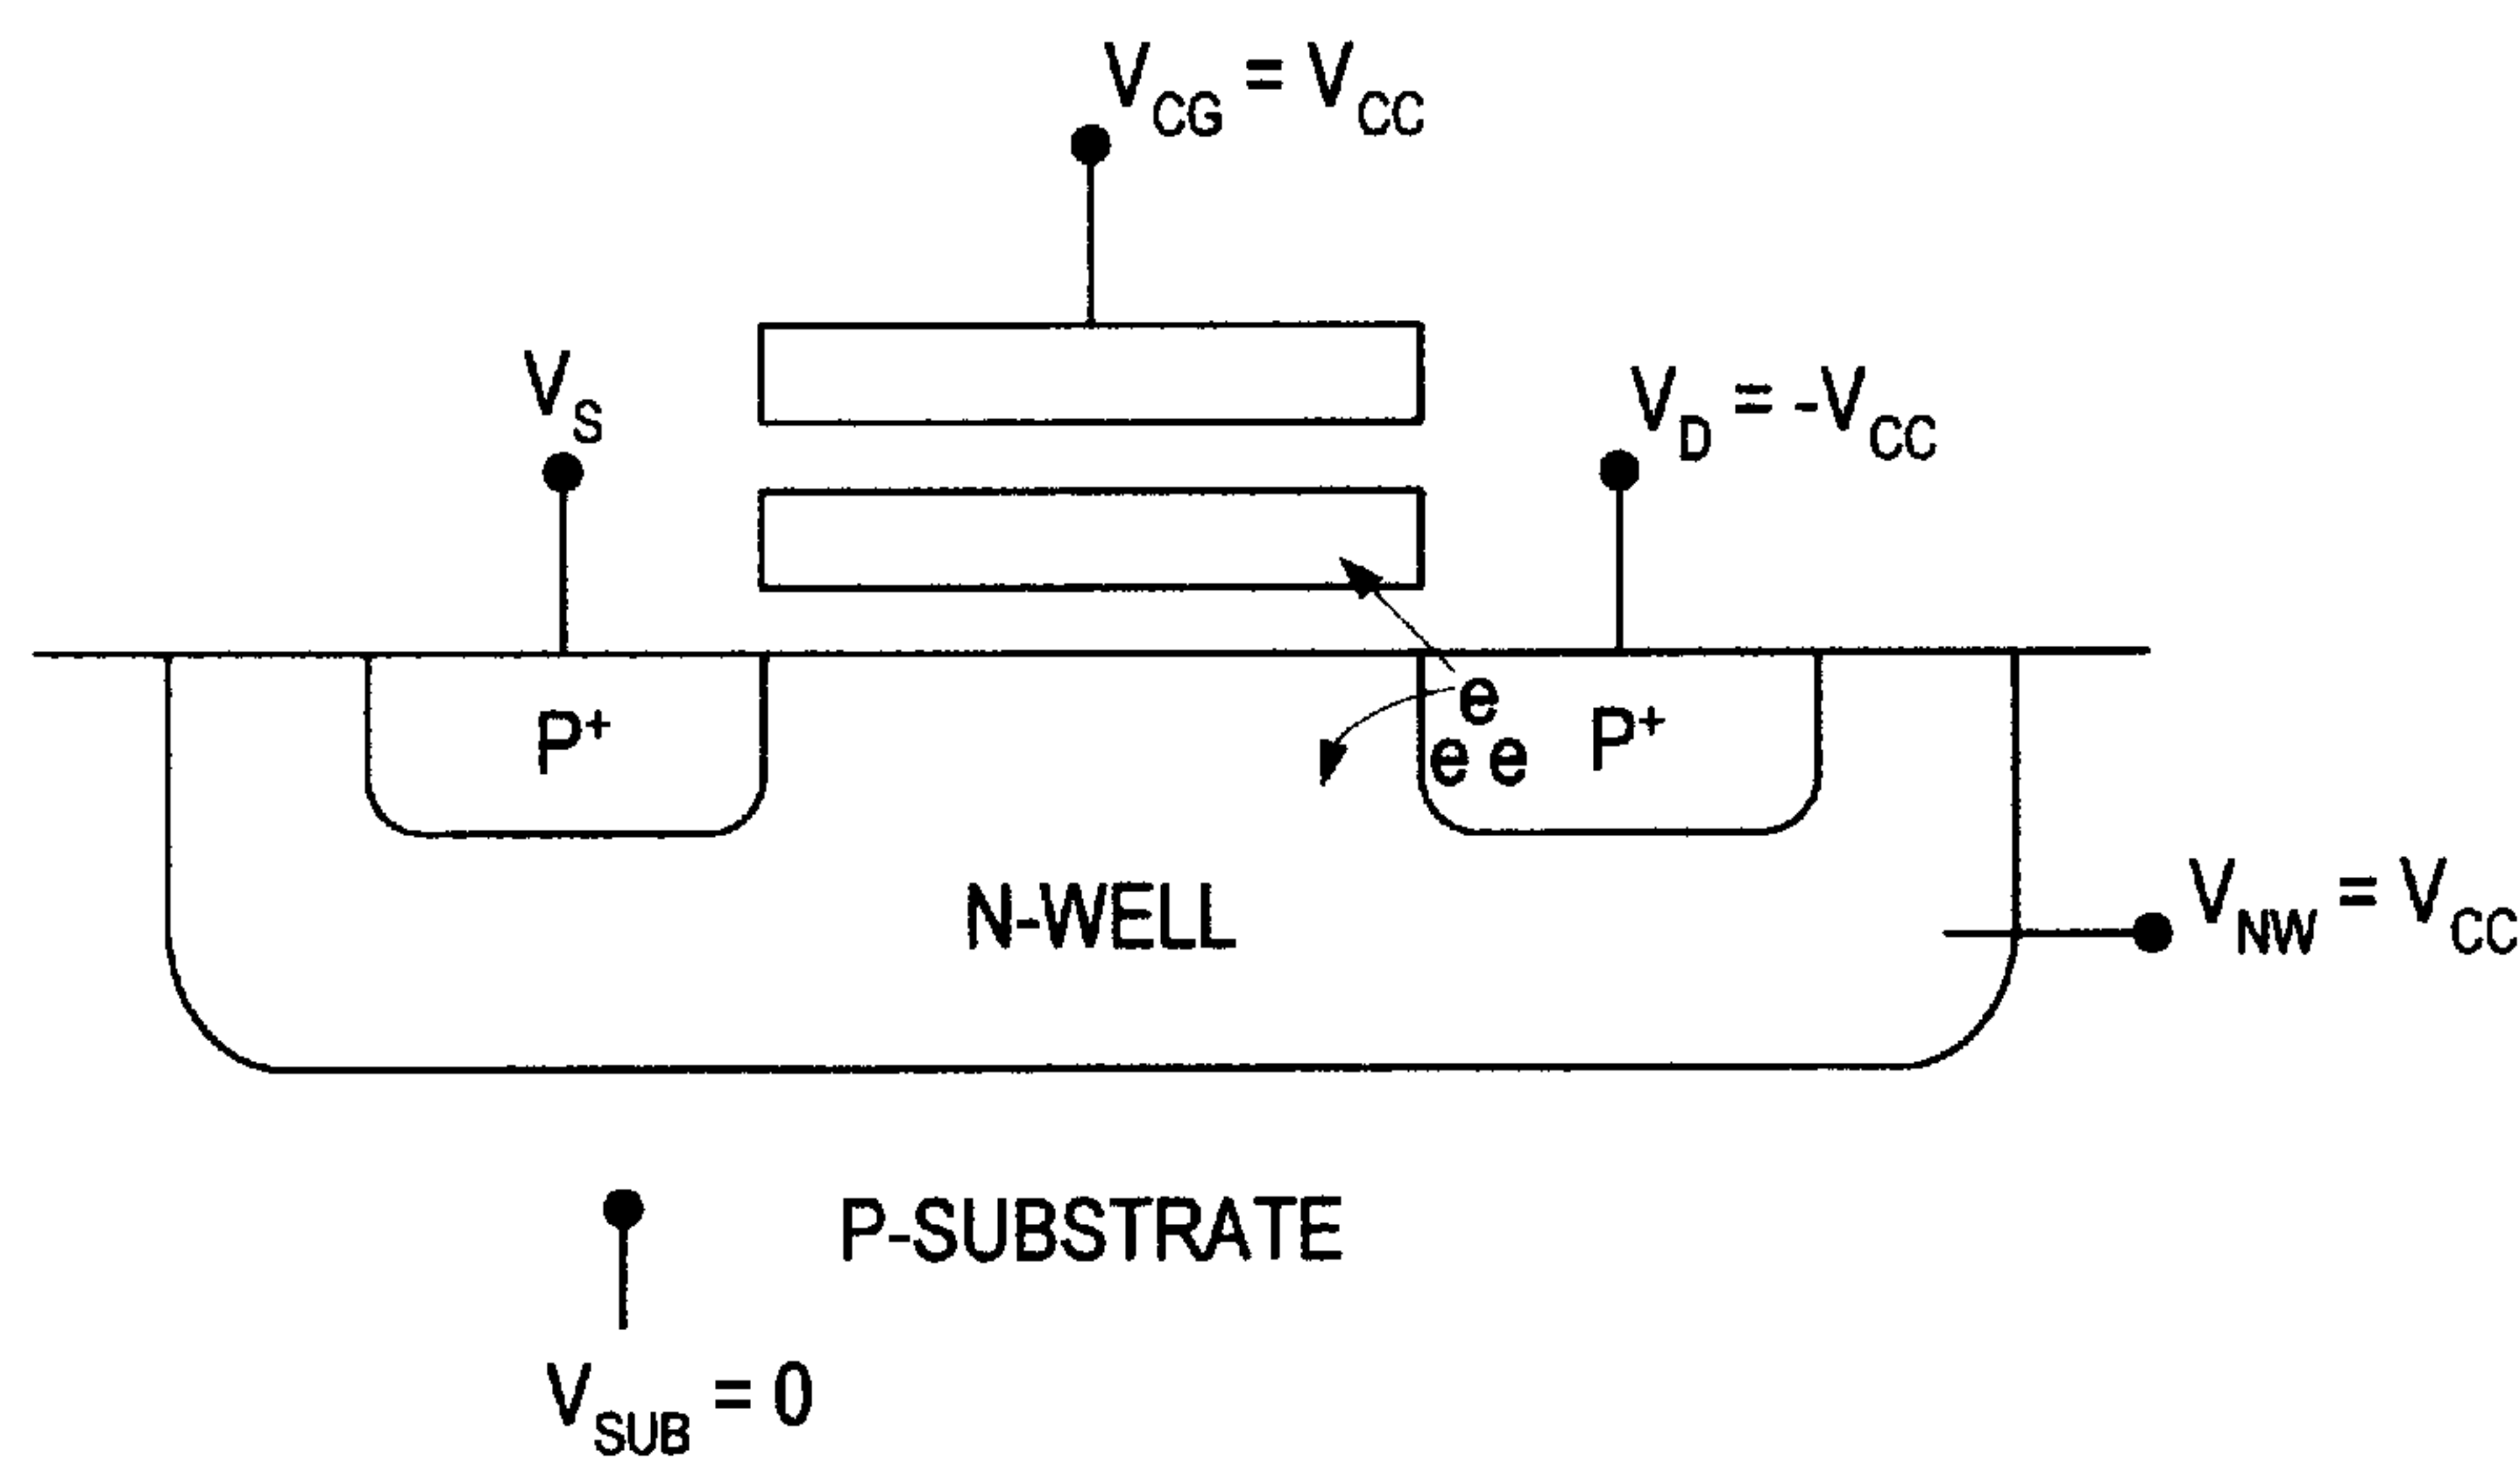 V_CG = V_CC
V_S
V_D = -V_CC
e
P+
P+
e e
N-WELL
V_NW = V_CC
P-SUBSTRATE
V_SUB = 0